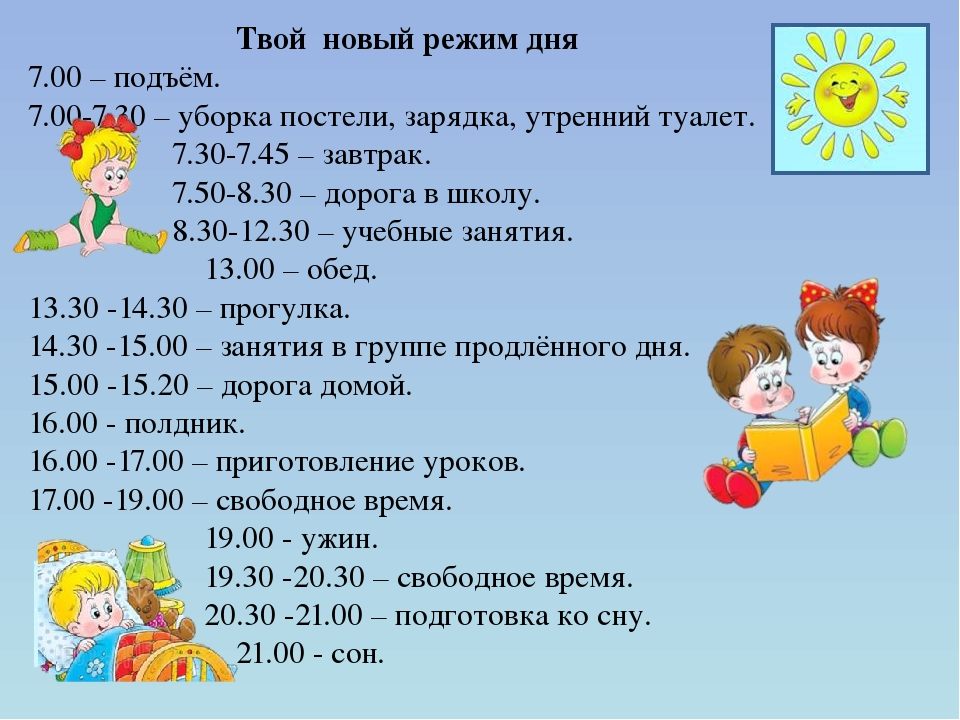 Твой новый режим дня
7.00 – подъём.
7.00-7.30 – уборка постели, зарядка, утренний туалет.
7.30-7.45 – завтрак.
7.50-8.30 – дорога в школу.
8.30-12.30 – учебные занятия.
13.00 – обед.
13.30 -14.30 – прогулка.
14.30 -15.00 – занятия в группе продлённого дня.
15.00 -15.20 – дорога домой.
16.00 - полдник.
16.00 -17.00 – приготовление уроков.
17.00 -19.00 – свободное время.
19.00 - ужин.
19.30 -20.30 – свободное время.
20.30 -21.00 – подготовка ко сну.
21.00 - сон.